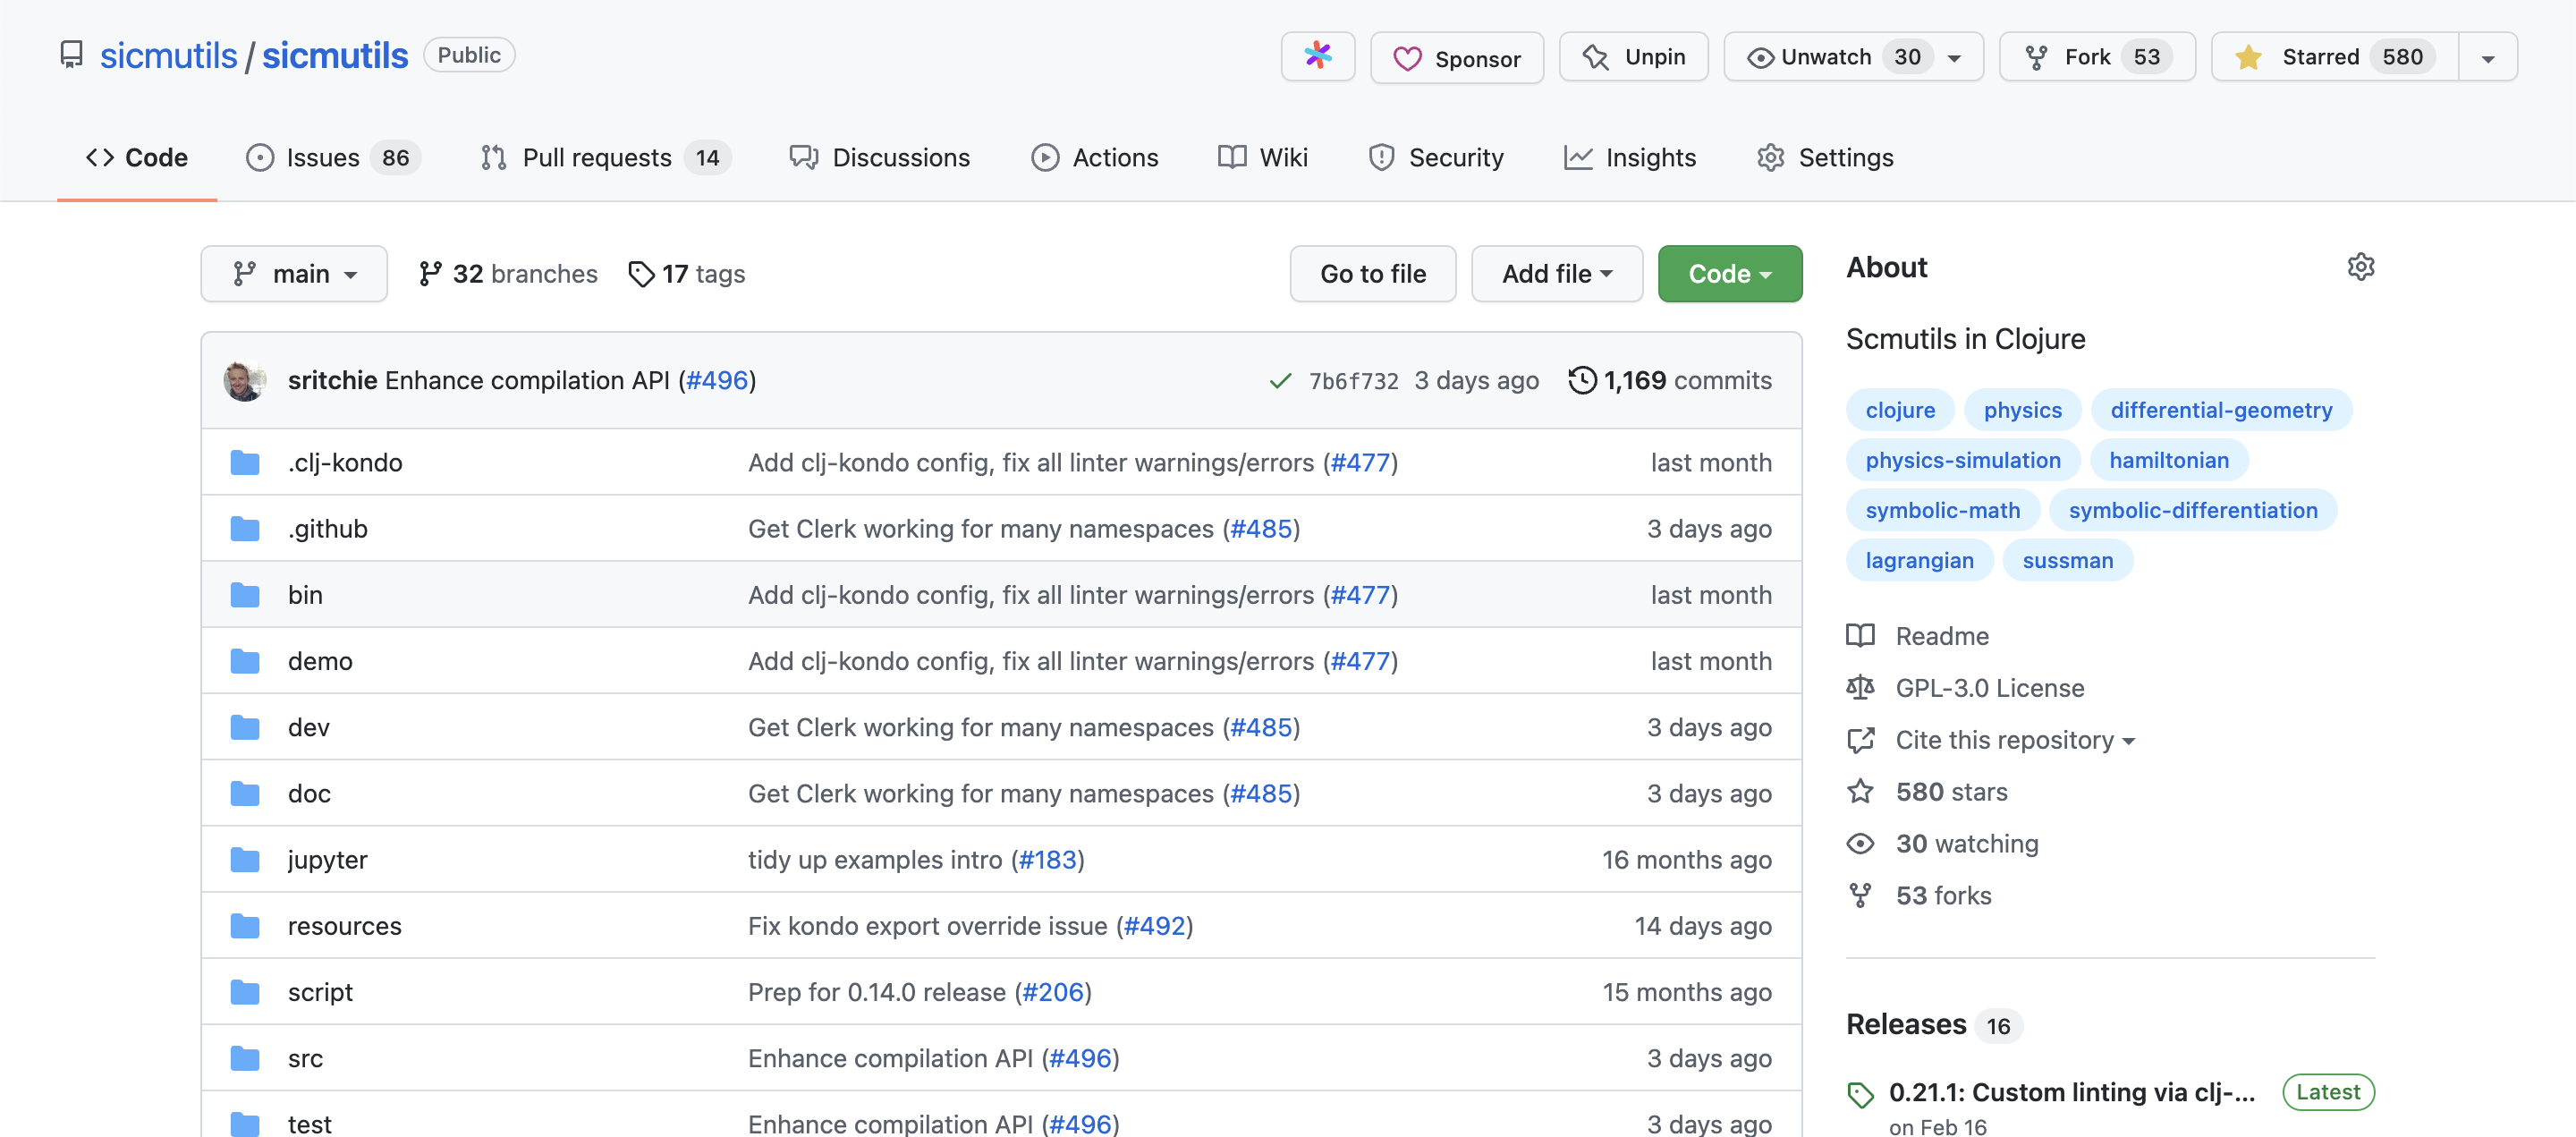 sicmutils / sicmutils Public
Sponsor Unpin Unwatch 30 Fork 53 Starred 580
Code Issues 86 Pull requests 14 Discussions Actions Wiki Security Insights Settings
main 32 branches 17 tags Go to file Add file Code
sritchie Enhance compilation API (#496) 7b6f732 3 days ago 1,169 commits
.clj-kondo Add clj-kondo config, fix all linter warnings/errors (#477) last month
.github Get Clerk working for many namespaces (#485) 3 days ago
bin Add clj-kondo config, fix all linter warnings/errors (#477) last month
demo Add clj-kondo config, fix all linter warnings/errors (#477) last month
dev Get Clerk working for many namespaces (#485) 3 days ago
doc Get Clerk working for many namespaces (#485) 3 days ago
jupyter tidy up examples intro (#183) 16 months ago
resources Fix kondo export override issue (#492) 14 days ago
script Prep for 0.14.0 release (#206) 15 months ago
src Enhance compilation API (#496) 3 days ago
test Enhance compilation API (#496) 3 days ago
About
Scmutils in Clojure
clojure physics differential-geometry
physics-simulation hamiltonian
symbolic-math symbolic-differentiation
lagrangian sussman
Readme
GPL-3.0 License
Cite this repository
580 stars
30 watching
53 forks
Releases 16
0.21.1: Custom linting via clj-... Latest
on Feb 16